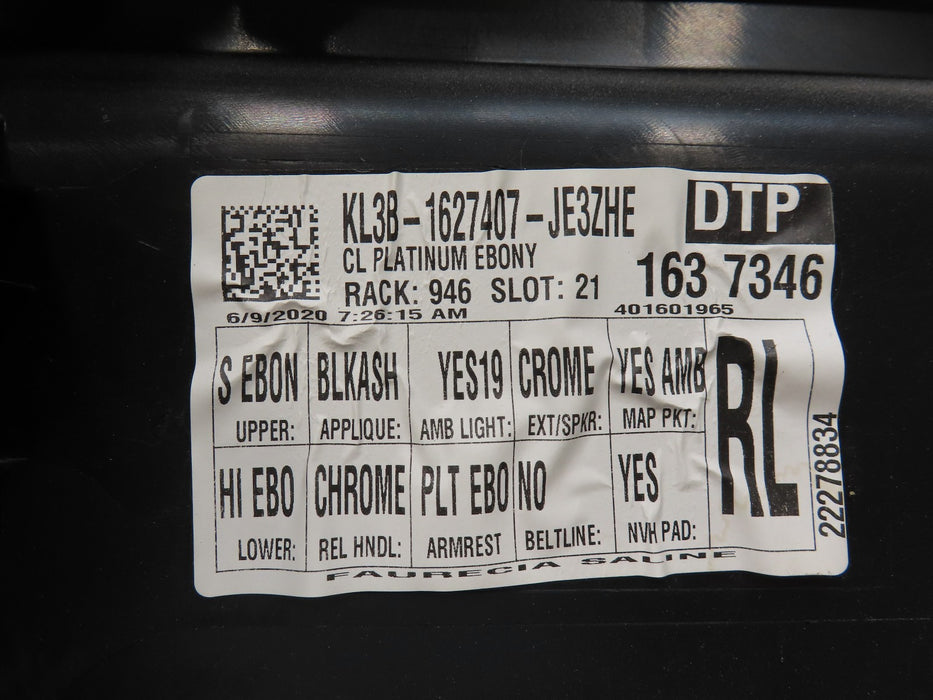 KL3B-1627407-JE3ZHE
DTP
CL PLATINUM EBONY
RACK: 946 SLOT: 21
163 7346
6/9/2020 7:26:15 AM
401601965
S EBON BLKASH YES19 CROME YES AMB
UPPER: APPLIQUE: AMB LIGHT: EXT/SPKR: MAP PKT:
RL
HI EBO CHROME PLT EBO NO YES
LOWER: REL HNDL: ARMREST BELTLINE: NVH PAD:
22278834
FAURECIA SALINE